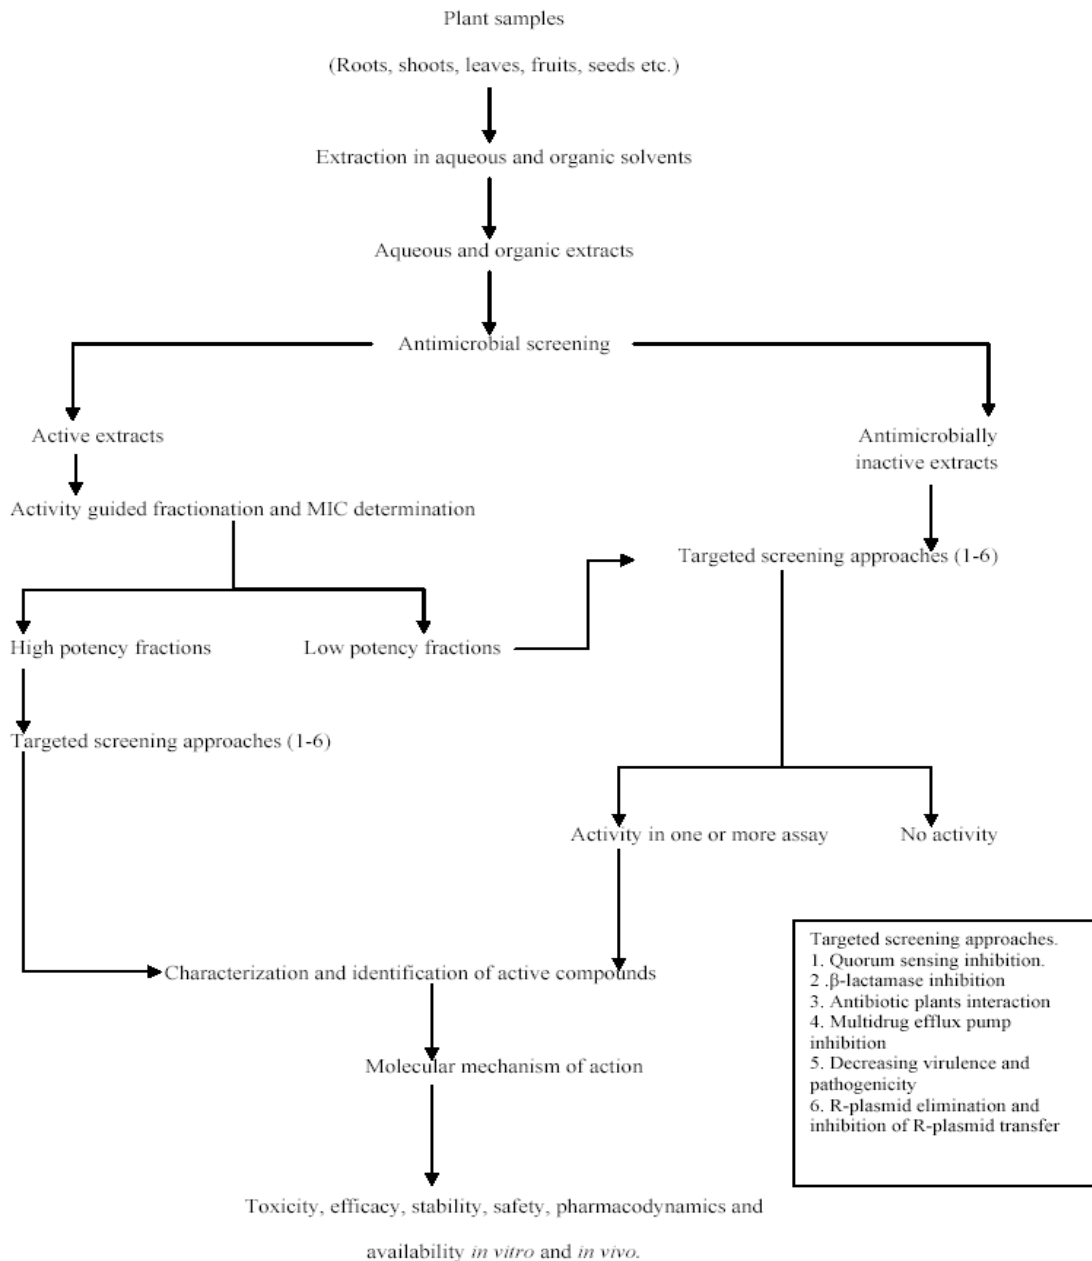 Plant samples
(Roots, shoots, leaves, fruits, seeds etc.)
Extraction in aqueous and organic solvents
Aqueous and organic extracts
Antimicrobial screening
Active extracts
Antimicrobially
inactive extracts
Activity guided fractionation and MIC determination
Targeted screening approaches (1-6)
High potency fractions
Low potency fractions
Targeted screening approaches (1-6)
Activity in one or more assay
No activity
Characterization and identification of active compounds
Molecular mechanism of action
Toxicity, efficacy, stability, safety, pharmacodynamics and
availability in vitro and in vivo.
Targeted screening approaches.
1. Quorum sensing inhibition.
2 .β-lactamase inhibition
3. Antibiotic plants interaction
4. Multidrug efflux pump
inhibition
5. Decreasing virulence and
pathogenicity
6. R-plasmid elimination and
inhibition of R-plasmid transfer